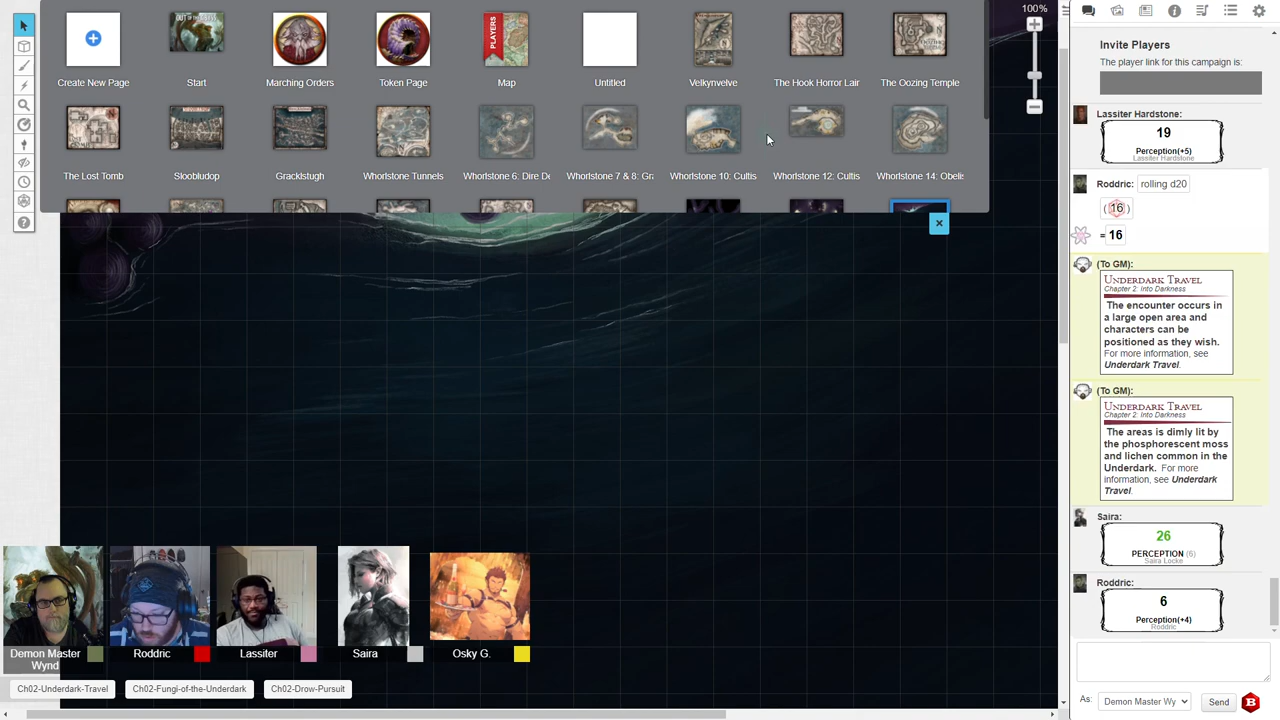 100%
OUT OF THE ABYSS
PLAYERS
Create New Page
Start
Marching Orders
Token Page
Map
Untitled
Velkynvelve
The Hook Horror Lair
The Oozing Temple
The Lost Tomb
Sloobludop
Gracklstugh
Whorlstone Tunnels
Whorlstone 6: Dire De
Whorlstone 7 & 8: Gra
Whorlstone 10: Cultis
Whorlstone 12: Cultis
Whorlstone 14: Obelis
Invite Players
The player link for this campaign is:
Lassiter Hardstone:
19
Perception(+5)
Lassiter Hardstone
Roddric: rolling d20
(16)
= 16
(To GM):
UNDERDARK TRAVEL
Chapter 2: Into Darkness
The encounter occurs in
a large open area and
characters can be
positioned as they wish.
For more information, see
Underdark Travel.
(To GM):
UNDERDARK TRAVEL
Chapter 2: Into Darkness
The areas is dimly lit by
the phosphorescent moss
and lichen common in the
Underdark. For more
information, see Underdark
Travel.
Saira:
26
PERCEPTION (6)
Saira Locke
Roddric:
6
Perception(+4)
Roddric
Demon Master
Wynd
Roddric
Lassiter
Saira
Osky G.
Ch02-Underdark-Travel
Ch02-Fungi-of-the-Underdark
Ch02-Drow-Pursuit
As:
Demon Master Wy
Send
B